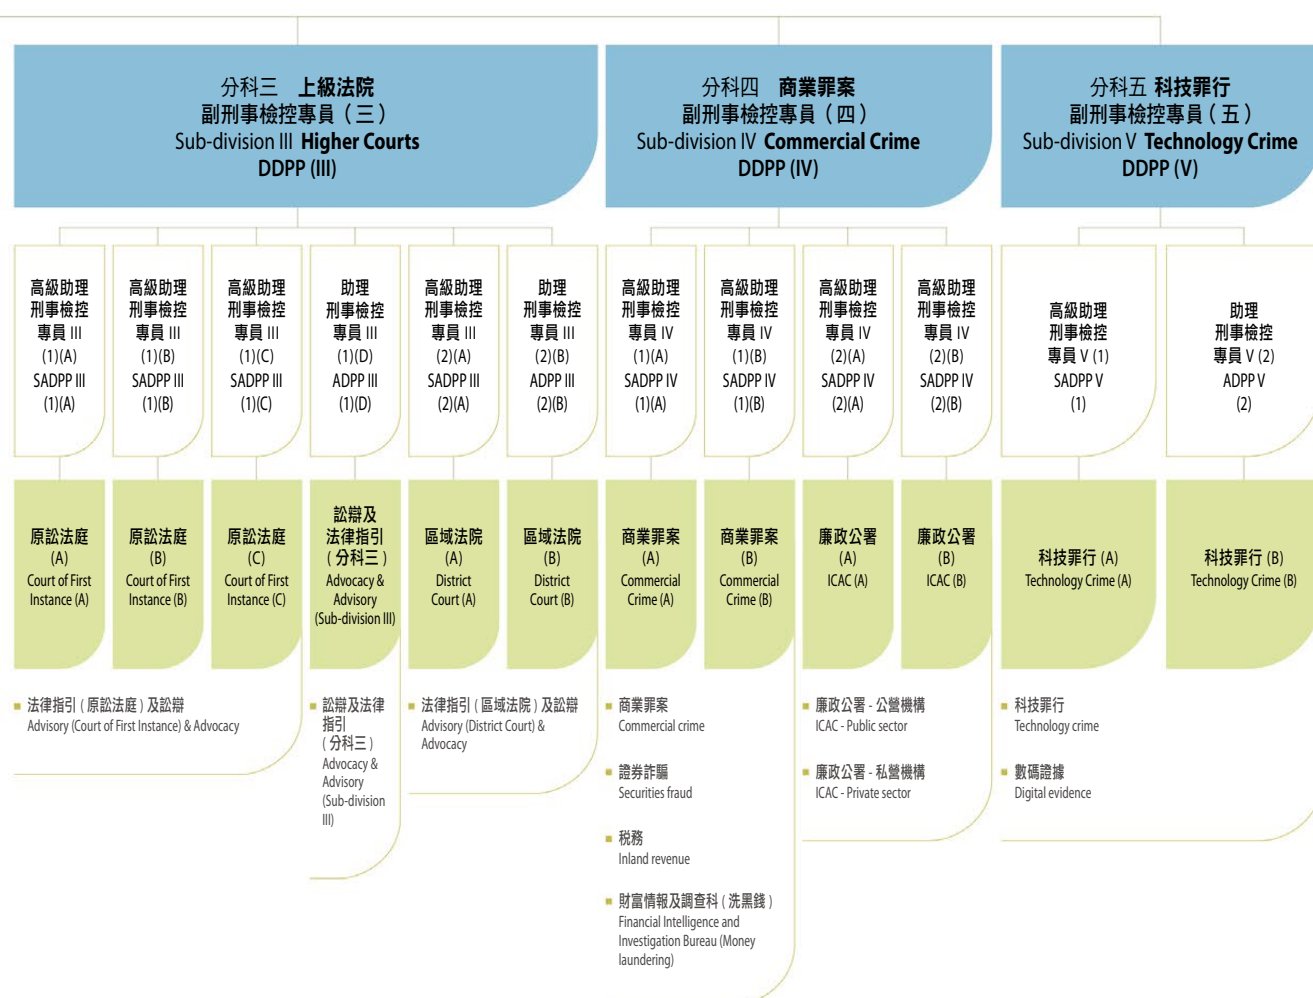 分科三 上級法院
副刑事檢控專員（三）
Sub-division III Higher Courts
DDPP (III)
分科四 商業罪案
副刑事檢控專員（四）
Sub-division IV Commercial Crime
DDPP (IV)
分科五 科技罪行
副刑事檢控專員（五）
Sub-division V Technology Crime
DDPP (V)
高級助理
刑事檢控
專員 III
(1)(A)
SADPP III
(1)(A)
高級助理
刑事檢控
專員 III
(1)(B)
SADPP III
(1)(B)
高級助理
刑事檢控
專員 III
(1)(C)
SADPP III
(1)(C)
助理
刑事檢控
專員 III
(1)(D)
ADPP III
(1)(D)
高級助理
刑事檢控
專員 III
(2)(A)
SADPP III
(2)(A)
助理
刑事檢控
專員 III
(2)(B)
ADPP III
(2)(B)
高級助理
刑事檢控
專員 IV
(1)(A)
SADPP IV
(1)(A)
高級助理
刑事檢控
專員 IV
(1)(B)
SADPP IV
(1)(B)
高級助理
刑事檢控
專員 IV
(2)(A)
SADPP IV
(2)(A)
高級助理
刑事檢控
專員 IV
(2)(B)
SADPP IV
(2)(B)
高級助理
刑事檢控
專員 V (1)
SADPP V
(1)
助理
刑事檢控
專員 V (2)
ADPP V
(2)
原訟法庭
(A)
Court of First
Instance (A)
原訟法庭
(B)
Court of First
Instance (B)
原訟法庭
(C)
Court of First
Instance (C)
訟辯及
法律指引
( 分科三 )
Advocacy &
Advisory
(Sub-division III)
區域法院
(A)
District
Court (A)
區域法院
(B)
District
Court (B)
商業罪案
(A)
Commercial
Crime (A)
商業罪案
(B)
Commercial
Crime (B)
廉政公署
(A)
ICAC (A)
廉政公署
(B)
ICAC (B)
科技罪行 (A)
Technology Crime (A)
科技罪行 (B)
Technology Crime (B)
法律指引 ( 原訟法庭 ) 及訟辯
Advisory (Court of First Instance) & Advocacy
訟辯及法律
指引
( 分科三 )
Advocacy &
Advisory
(Sub-division
III)
法律指引 ( 區域法院 ) 及訟辯
Advisory (District Court) &
Advocacy
商業罪案
Commercial crime
證券詐騙
Securities fraud
税務
Inland revenue
財富情報及調查科 ( 洗黑錢 )
Financial Intelligence and
Investigation Bureau (Money
laundering)
廉政公署 - 公營機構
ICAC - Public sector
廉政公署 - 私營機構
ICAC - Private sector
科技罪行
Technology crime
數碼證據
Digital evidence